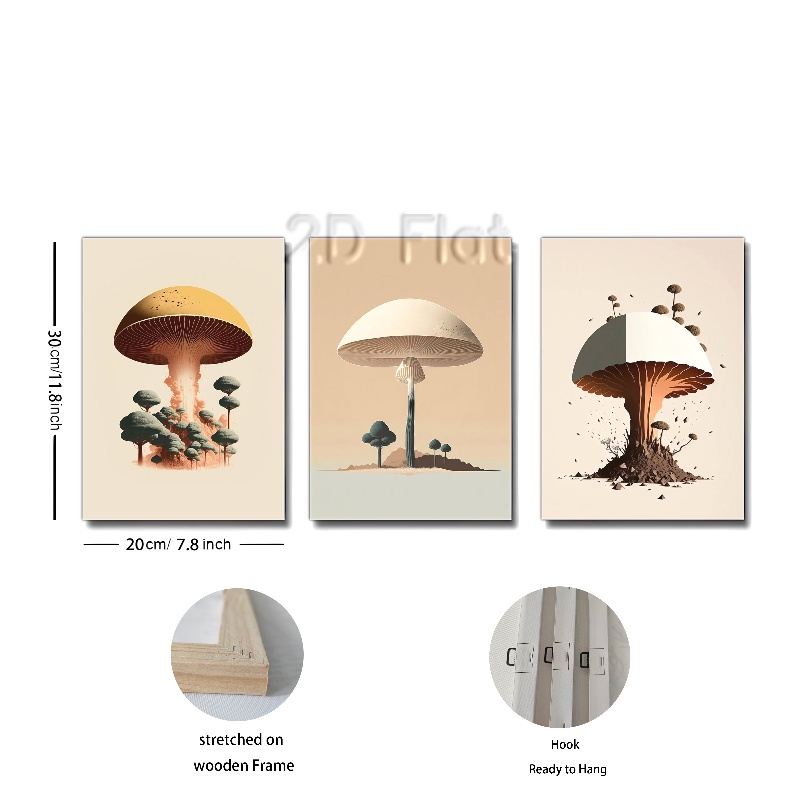 2D Flat
30cm/11.8inch
20cm/ 7.8 inch
stretched on
wooden Frame
Hook
Ready to Hang